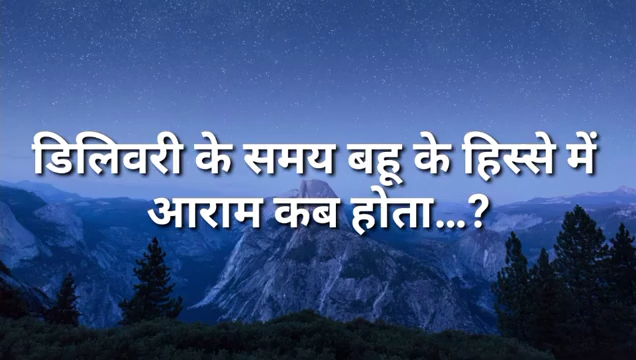 डिलिवरी के समय बहू के हिस्से में
आराम कब होता...?